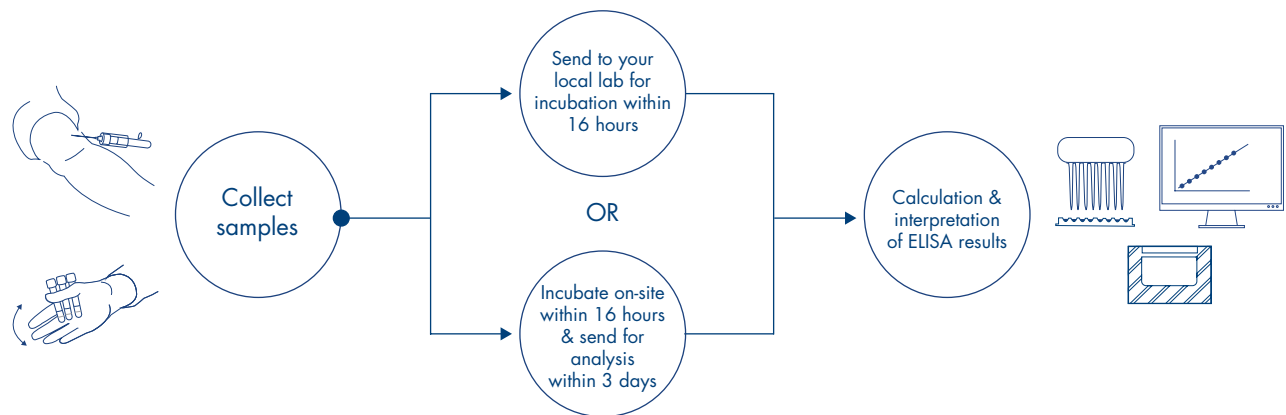 Collect
samples
Send to your
local lab for
incubation within
16 hours
OR
Incubate on-site
within 16 hours
& send for
analysis
within 3 days
Calculation &
interpretation
of ELISA results